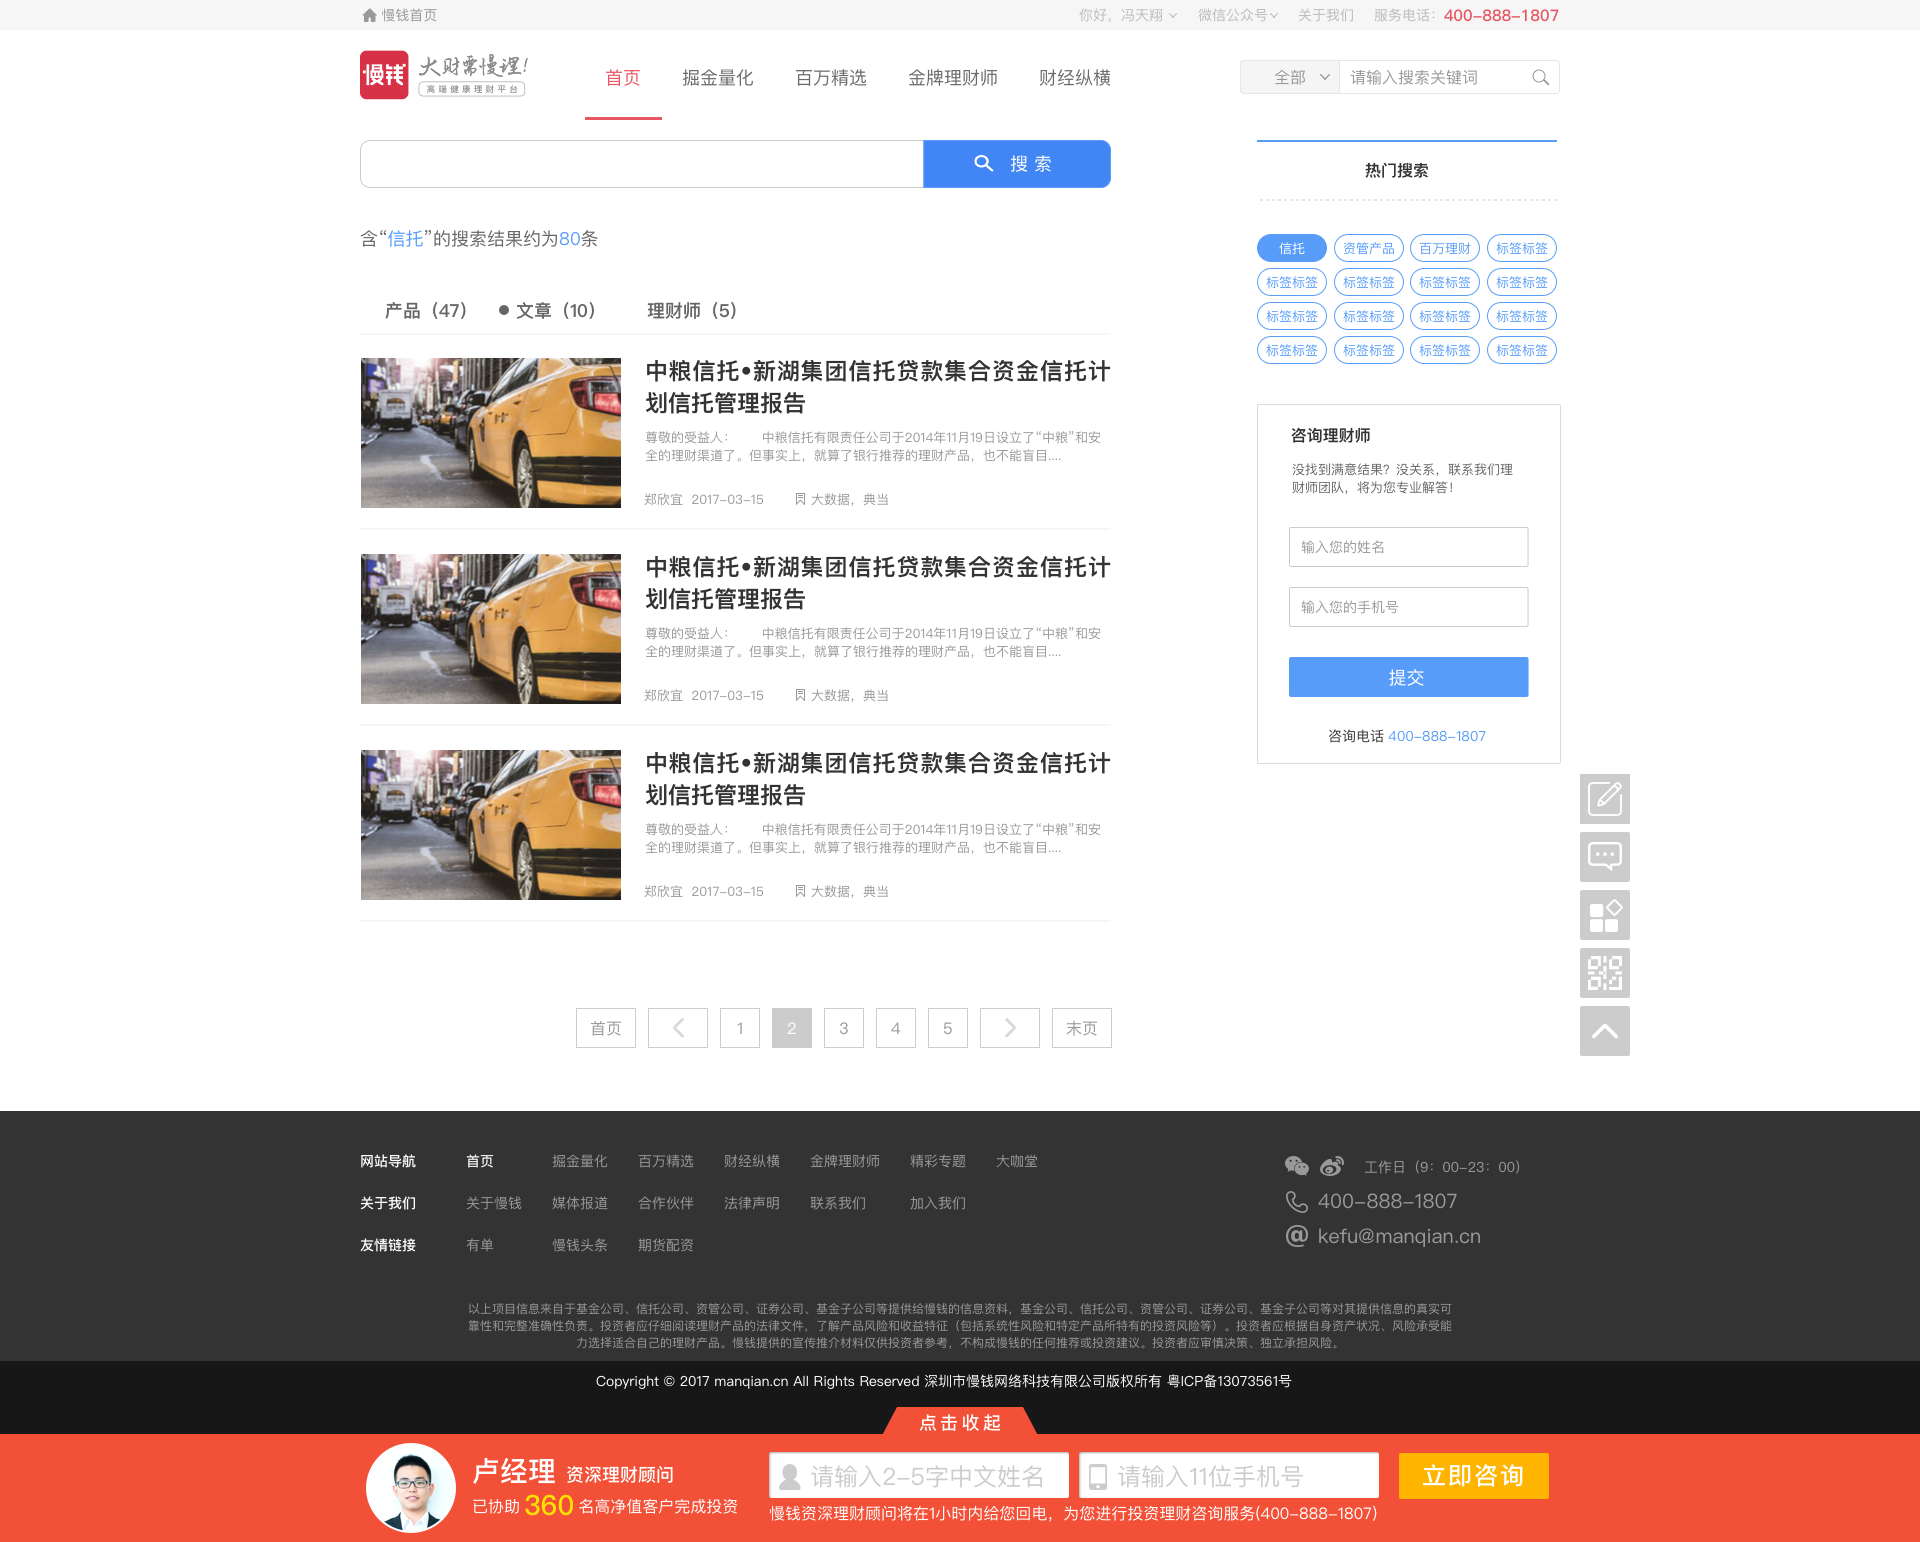 慢钱首页
你好，冯天翔 微信公众号 关于我们 服务电话：400-888-1807
慢钱 大财需慢理！
高端健康理财平台
首页 掘金量化 百万精选 金牌理财师 财经纵横
全部 请输入搜索关键词
搜 索
含“信托”的搜索结果约为80条
产品（47） ● 文章（10） 理财师（5）
中粮信托•新湖集团信托贷款集合资金信托计
划信托管理报告
尊敬的受益人： 中粮信托有限责任公司于2014年11月19日设立了“中粮”和安
全的理财渠道了。但事实上，就算了银行推荐的理财产品，也不能盲目....
郑欣宜 2017-03-15 大数据，典当
中粮信托•新湖集团信托贷款集合资金信托计
划信托管理报告
尊敬的受益人： 中粮信托有限责任公司于2014年11月19日设立了“中粮”和安
全的理财渠道了。但事实上，就算了银行推荐的理财产品，也不能盲目....
郑欣宜 2017-03-15 大数据，典当
中粮信托•新湖集团信托贷款集合资金信托计
划信托管理报告
尊敬的受益人： 中粮信托有限责任公司于2014年11月19日设立了“中粮”和安
全的理财渠道了。但事实上，就算了银行推荐的理财产品，也不能盲目....
郑欣宜 2017-03-15 大数据，典当
首页 1 2 3 4 5 末页
热门搜索
信托 资管产品 百万理财 标签标签
标签标签 标签标签 标签标签 标签标签
标签标签 标签标签 标签标签 标签标签
标签标签 标签标签 标签标签 标签标签
咨询理财师
没找到满意结果？没关系，联系我们理
财师团队，将为您专业解答！
输入您的姓名
输入您的手机号
提交
咨询电话 400-888-1807
网站导航 首页 掘金量化 百万精选 财经纵横 金牌理财师 精彩专题 大咖堂
关于我们 关于慢钱 媒体报道 合作伙伴 法律声明 联系我们 加入我们
友情链接 有单 慢钱头条 期货配资
工作日（9：00-23：00）
400-888-1807
@ kefu@manqian.cn
以上项目信息来自于基金公司、信托公司、资管公司、证券公司、基金子公司等提供给慢钱的信息资料，基金公司、信托公司、资管公司、证券公司、基金子公司等对其提供信息的真实可
靠性和完整准确性负责。投资者应仔细阅读理财产品的法律文件，了解产品风险和收益特征（包括系统性风险和特定产品所特有的投资风险等）。投资者应根据自身资产状况、风险承受能
力选择适合自己的理财产品。慢钱提供的宣传推介材料仅供投资者参考，不构成慢钱的任何推荐或投资建议。投资者应审慎决策、独立承担风险。
Copyright © 2017 manqian.cn All Rights Reserved 深圳市慢钱网络科技有限公司版权所有 粤ICP备13073561号
点击收起
卢经理 资深理财顾问
已协助 360 名高净值客户完成投资
请输入2-5字中文姓名 请输入11位手机号 立即咨询
慢钱资深理财顾问将在1小时内给您回电，为您进行投资理财咨询服务(400-888-1807)